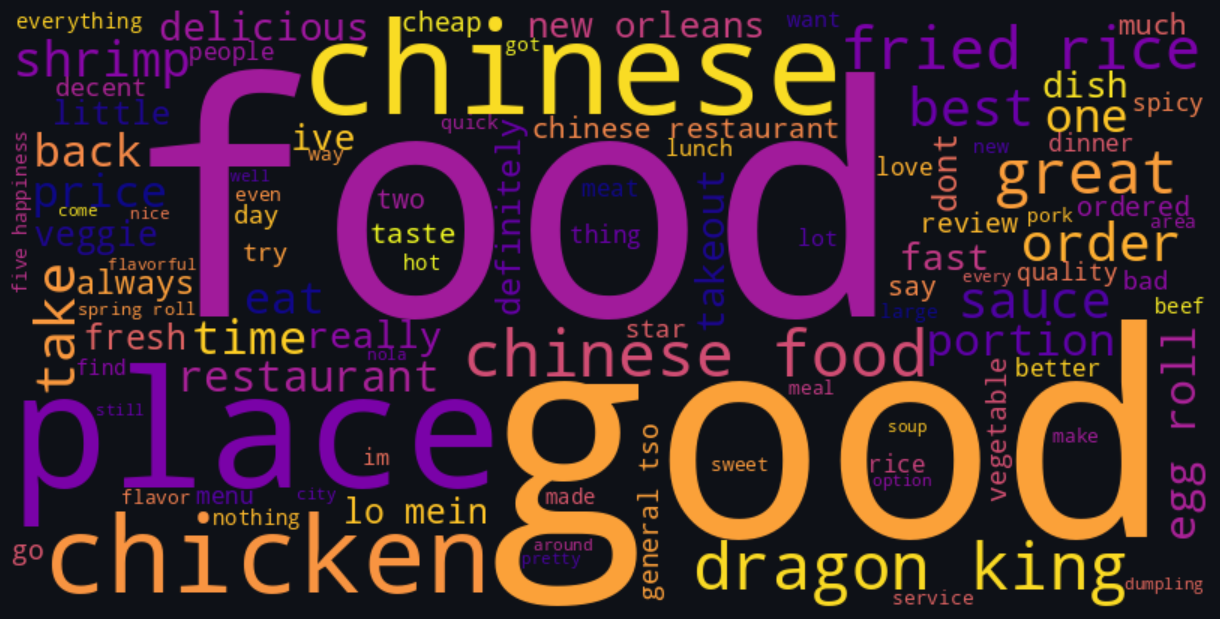 everything
delicious
cheap
new orleans
want
much
chinese
got
shrimp
people
fried rice
decent
little
dish
best
one
spicy
food
ive
way
quick
definitely
chinese restaurant
lunch
back
five happiness
love
dont
new
dinner
great
price
well
even
two
meat
takeout
come
nice
day
taste
thing
lot
review
pork
ordered
area
veggie
try
hot
order
flavorful
always
take
spring roll
eat
fast
every
quality
bad
say
sauce
large
beef
fresh
time
really
nola
star
chinese food
portion
better
egg roll
find
restaurant
meal
vegetable
place
still
good
im
sweet
soup
rice
option
make
general tso
flavor
menu
city
made
nothing
lo mein
go
chicken
around
pretty
dragon king
dumpling
service